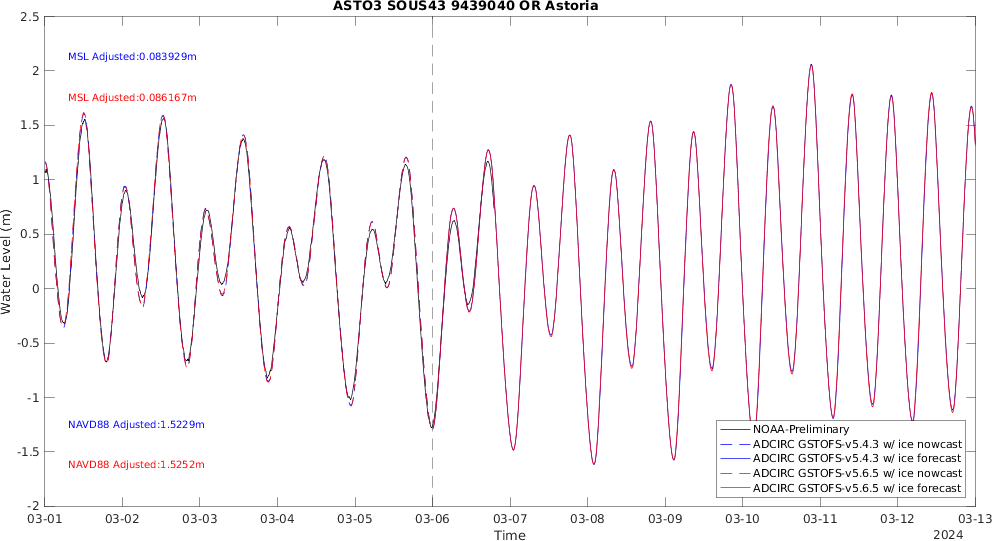 ASTO3 SOUS43 9439040 OR Astoria
MSL Adjusted:0.083929m
MSL Adjusted:0.086167m
NAVD88 Adjusted:1.5229m
NAVD88 Adjusted:1.5252m
Water Level (m)
2.5
2
1.5
1
0.5
0
-0.5
-1
-1.5
-2
NOAA-Preliminary
ADCIRC GSTOFS-v5.4.3 w/ ice nowcast
ADCIRC GSTOFS-v5.4.3 w/ ice forecast
ADCIRC GSTOFS-v5.6.5 w/ ice nowcast
ADCIRC GSTOFS-v5.6.5 w/ ice forecast
03-01 03-02 03-03 03-04 03-05 03-06 03-07 03-08 03-09 03-10 03-11 03-12 03-13
Time
2024